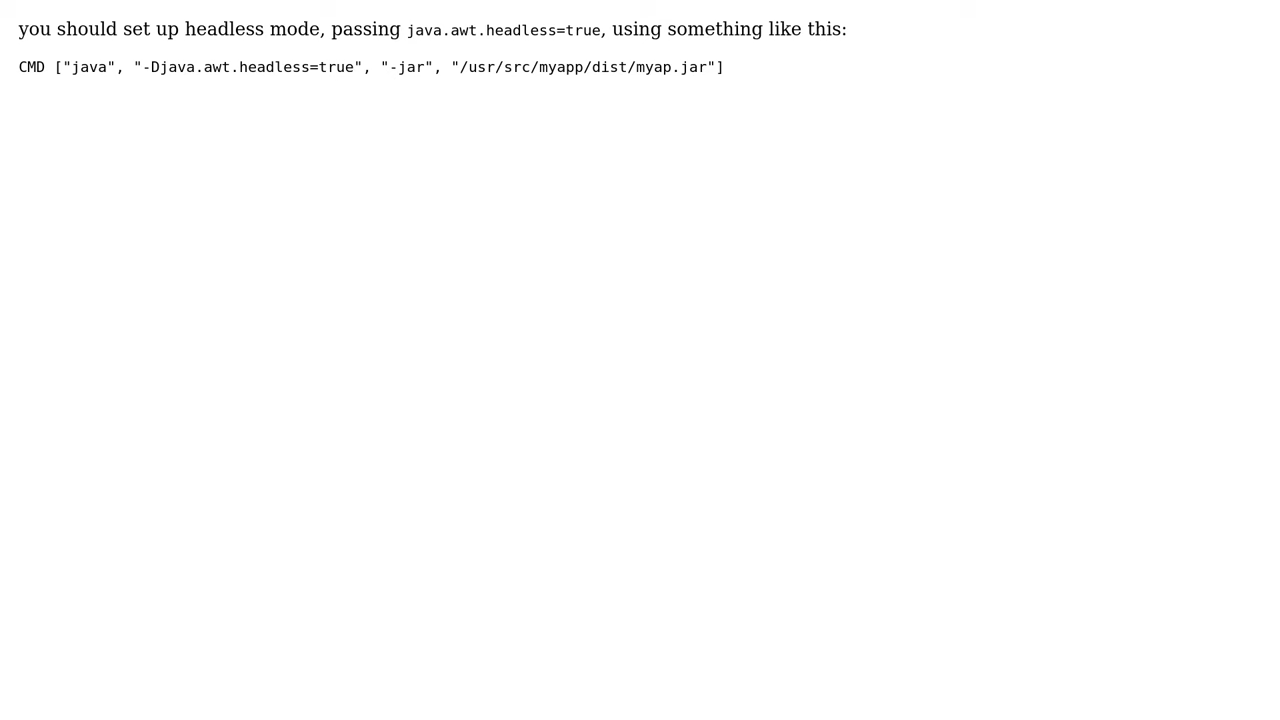 you should set up headless mode, passing java.awt.headless=true, using something like this:
CMD ["java", "-Djava.awt.headless=true", "-jar", "/usr/src/myapp/dist/myap.jar"]